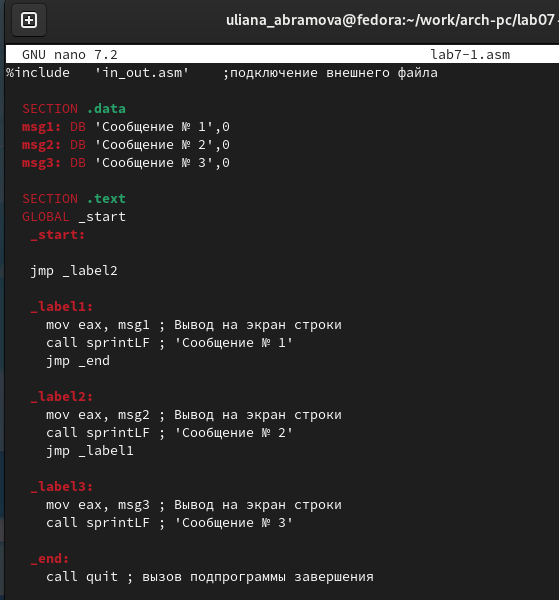 uliana_abramova@fedora:~/work/arch-pc/lab07
GNU nano 7.2 lab7-1.asm
%include 'in_out.asm' ;подключение внешнего файла
SECTION .data
msg1: DB 'Сообщение № 1',0
msg2: DB 'Сообщение № 2',0
msg3: DB 'Сообщение № 3',0
SECTION .text
GLOBAL _start
_start:
jmp _label2
_label1:
mov eax, msg1 ; Вывод на экран строки
call sprintLF ; 'Сообщение № 1'
jmp _end
_label2:
mov eax, msg2 ; Вывод на экран строки
call sprintLF ; 'Сообщение № 2'
jmp _label1
_label3:
mov eax, msg3 ; Вывод на экран строки
call sprintLF ; 'Сообщение № 3'
_end:
call quit ; вызов подпрограммы завершения